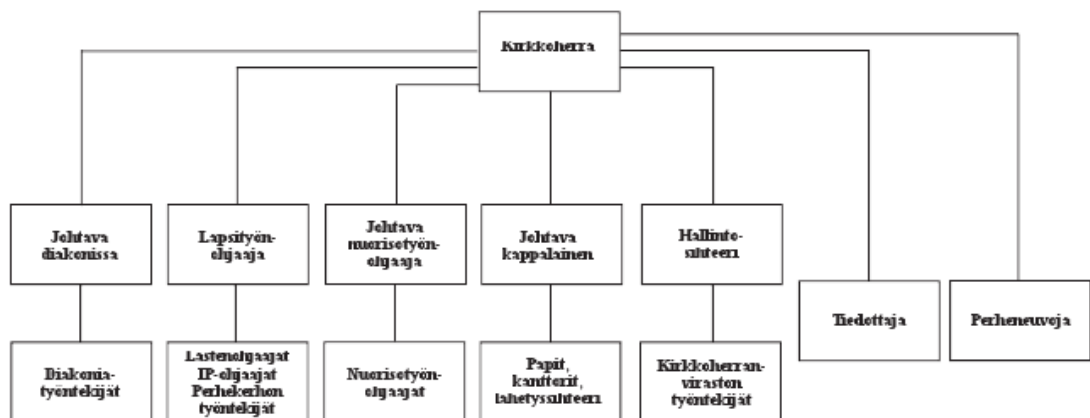 Kirkkoherra
Johtava
diakonissa
Lapsityön-
ohjaaja
Johtava
nuorisotyön-
ohjaaja
Johtava
kappalainen
Hallinto-
sihteeri
Tiedottaja
Perheneuvoja
Diakonia-
työntekijät
Lastenohjaajat
IP-ohjaajat
Perhekerhon
työntekijät
Nuorisotyön-
ohjaajat
Papit,
kanttorit,
lähetyssihteeri
Kirkkoherran-
viraston
työntekijät